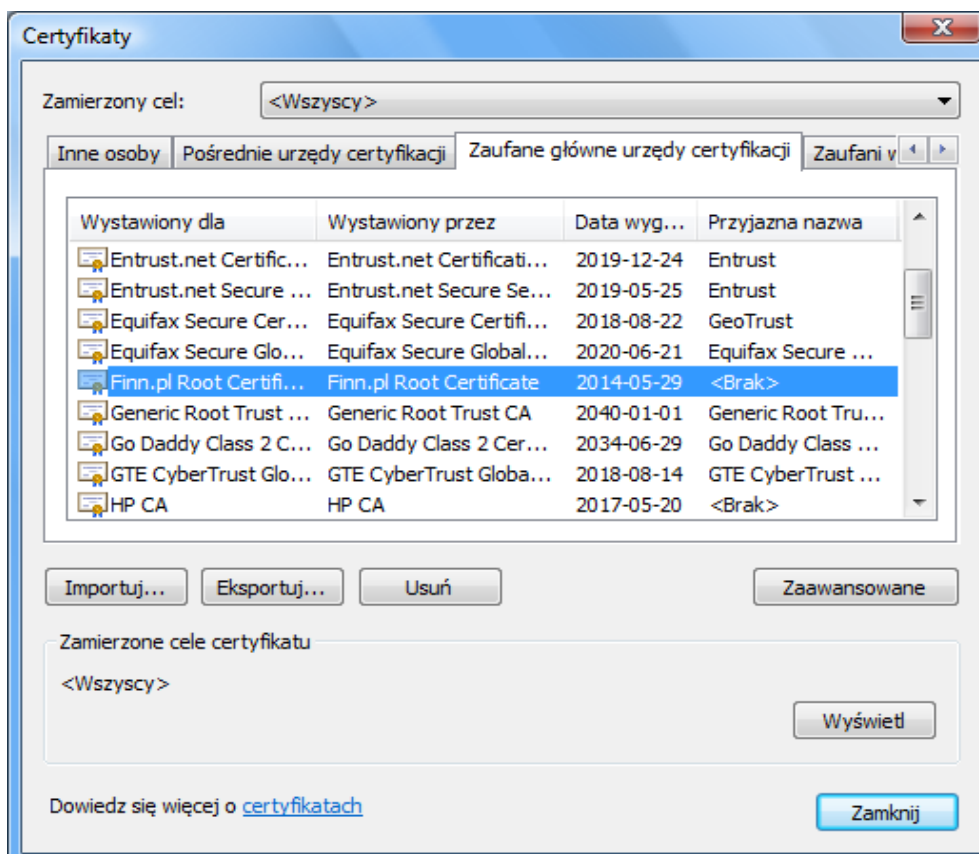 Certyfikaty
Zamierzony cel: <Wszyscy>
Inne osoby Pośrednie urzędy certyfikacji Zaufane główne urzędy certyfikacji Zaufani w
Wystawiony dla Wystawiony przez Data wyg... Przyjazna nazwa
Entrust.net Certific... Entrust.net Certificati... 2019-12-24 Entrust
Entrust.net Secure ... Entrust.net Secure Se... 2019-05-25 Entrust
Equifax Secure Cer... Equifax Secure Certifi... 2018-08-22 GeoTrust
Equifax Secure Glo... Equifax Secure Global... 2020-06-21 Equifax Secure ...
Finn.pl Root Certifi... Finn.pl Root Certificate 2014-05-29 <Brak>
Generic Root Trust ... Generic Root Trust CA 2040-01-01 Generic Root Tru...
Go Daddy Class 2 C... Go Daddy Class 2 Cer... 2034-06-29 Go Daddy Class ...
GTE CyberTrust Glo... GTE CyberTrust Globa... 2018-08-14 GTE CyberTrust ...
HP CA HP CA 2017-05-20 <Brak>
Importuj... Eksportuj... Usuń Zaawansowane
Zamierzone cele certyfikatu
<Wszyscy>
Wyświetl
Dowiedz się więcej o certyfikatach
Zamknij